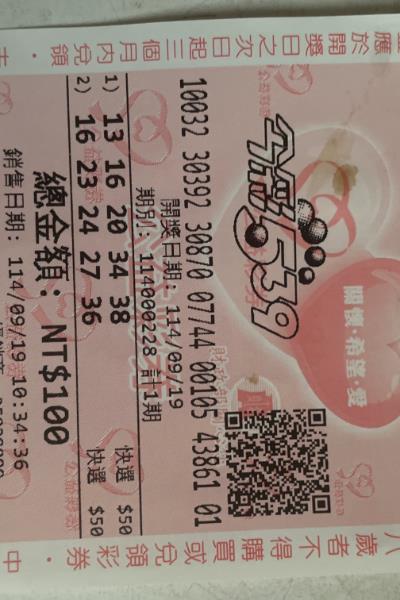 應於開獎日之次日起三個月內兌領
今彩539
關懷·希望·愛
10032 30392 30870 07744 00105 43861 01
開獎日期: 114/09/19
期別: 114000228 計1期
1) 13 16 20 34 38 快選 $50
2) 16 23 24 27 36 快選 $50
總金額: NT$100
銷售日期: 114/09/19 10:34:36
八歲者不得購買或兌領彩券·中